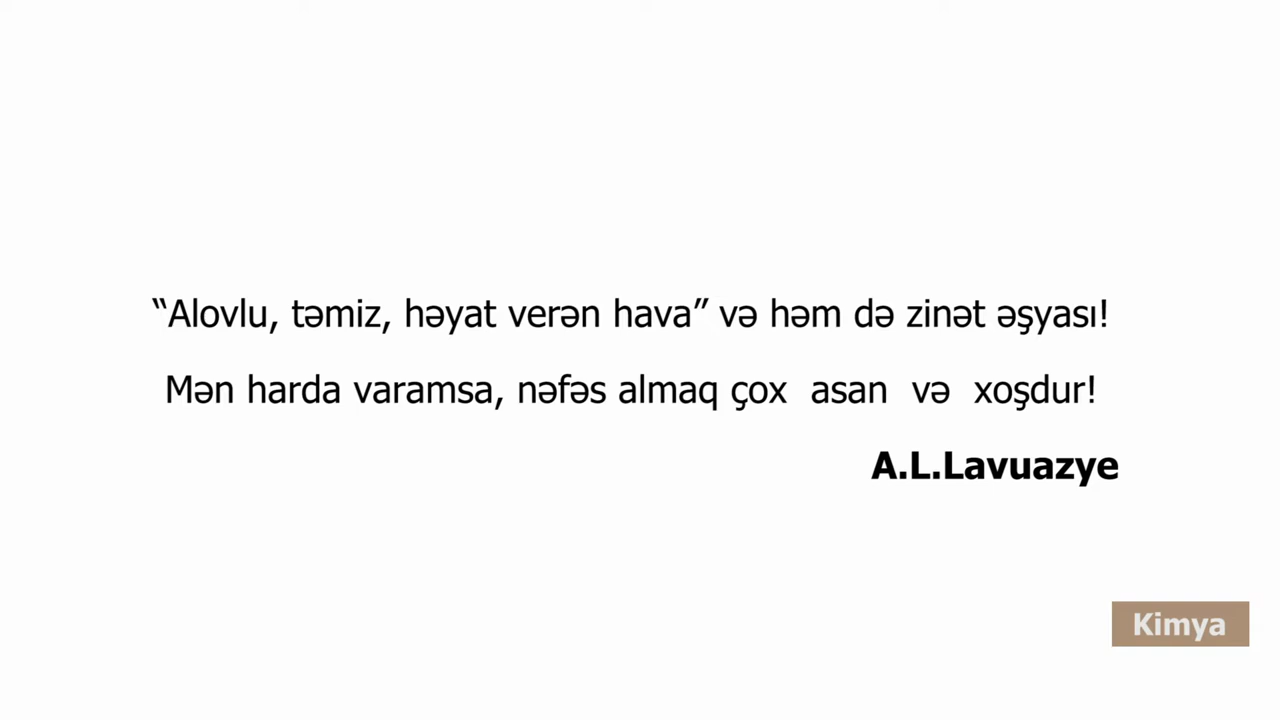 “Alovlu, təmiz, həyat verən hava” və həm də zinət əşyası!
Mən harda varamsa, nəfəs almaq çox asan və xoşdur!
A.L.Lavuazye
Kimya